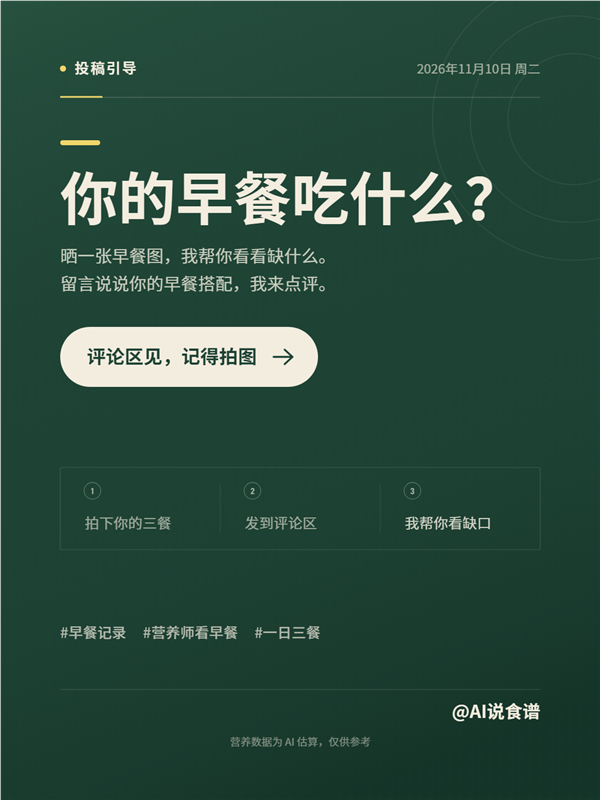 投稿引导
2026年11月10日 周二
你的早餐吃什么?
晒一张早餐图，我帮你看看缺什么。
留言说说你的早餐搭配，我来点评。
评论区见，记得拍图 →
1
拍下你的三餐
2
发到评论区
3
我帮你看缺口
#早餐记录 #营养师看早餐 #一日三餐
@AI说食谱
营养数据为 AI 估算，仅供参考